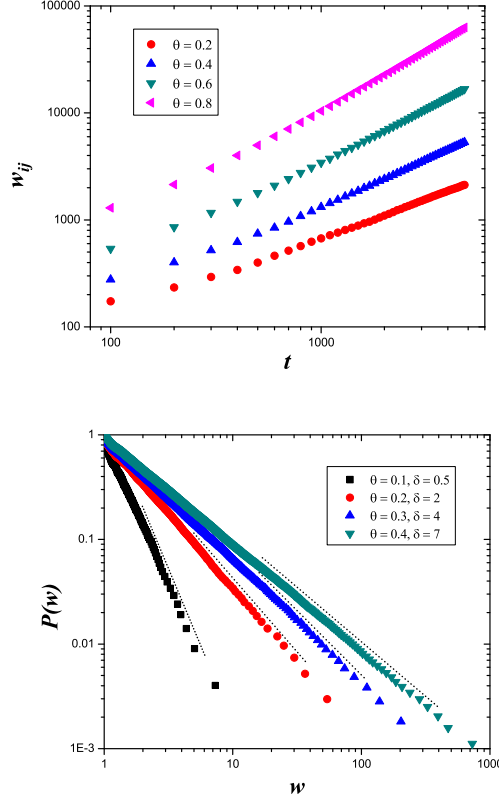 100000
θ = 0.2
θ = 0.4
θ = 0.6
θ = 0.8
10000
w_ij
1000
100
100
1000
t
1
θ = 0.1, δ = 0.5
θ = 0.2, δ = 2
θ = 0.3, δ = 4
θ = 0.4, δ = 7
0.1
P(w)
0.01
1E-3
1
10
100
1000
w